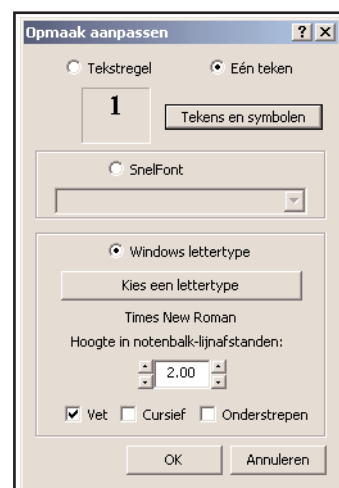 Opmaak aanpassen
Tekstregel Eén teken
1 Tekens en symbolen
SnelFont
Windows lettertype
Kies een lettertype
Times New Roman
Hoogte in notenbalk-lijnafstanden:
2.00
Vet Cursief Onderstrepen
OK Annuleren